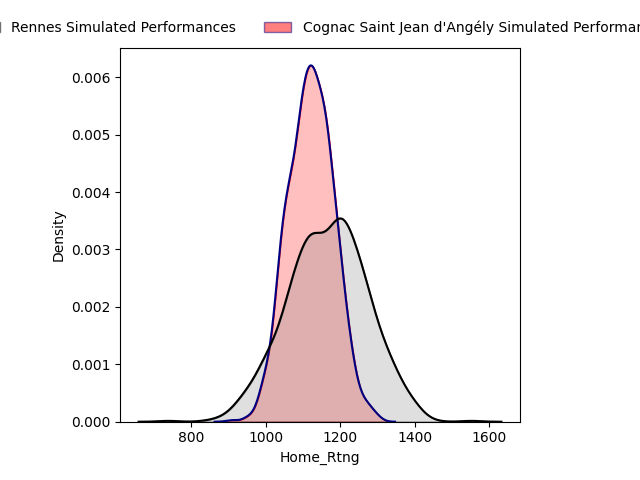 Rennes Simulated Performances
Cognac Saint Jean d'Angély Simulated
0.006
0.005
0.004
0.003
0.002
0.001
0.000
Density
800 1000 1200 1400 1600
Home_Rtng